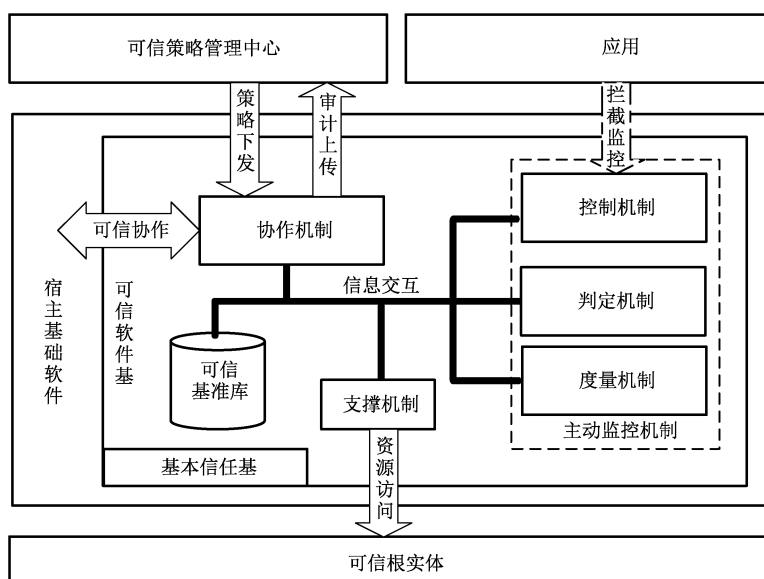 可信策略管理中心
应用
策略下发
审计上传
拦截监控
控制机制
可信协作
协作机制
信息交互
判定机制
宿主基础软件
可信软件基
可信
基准库
支撑机制
度量机制
主动监控机制
基本信任基
资源访问
可信根实体